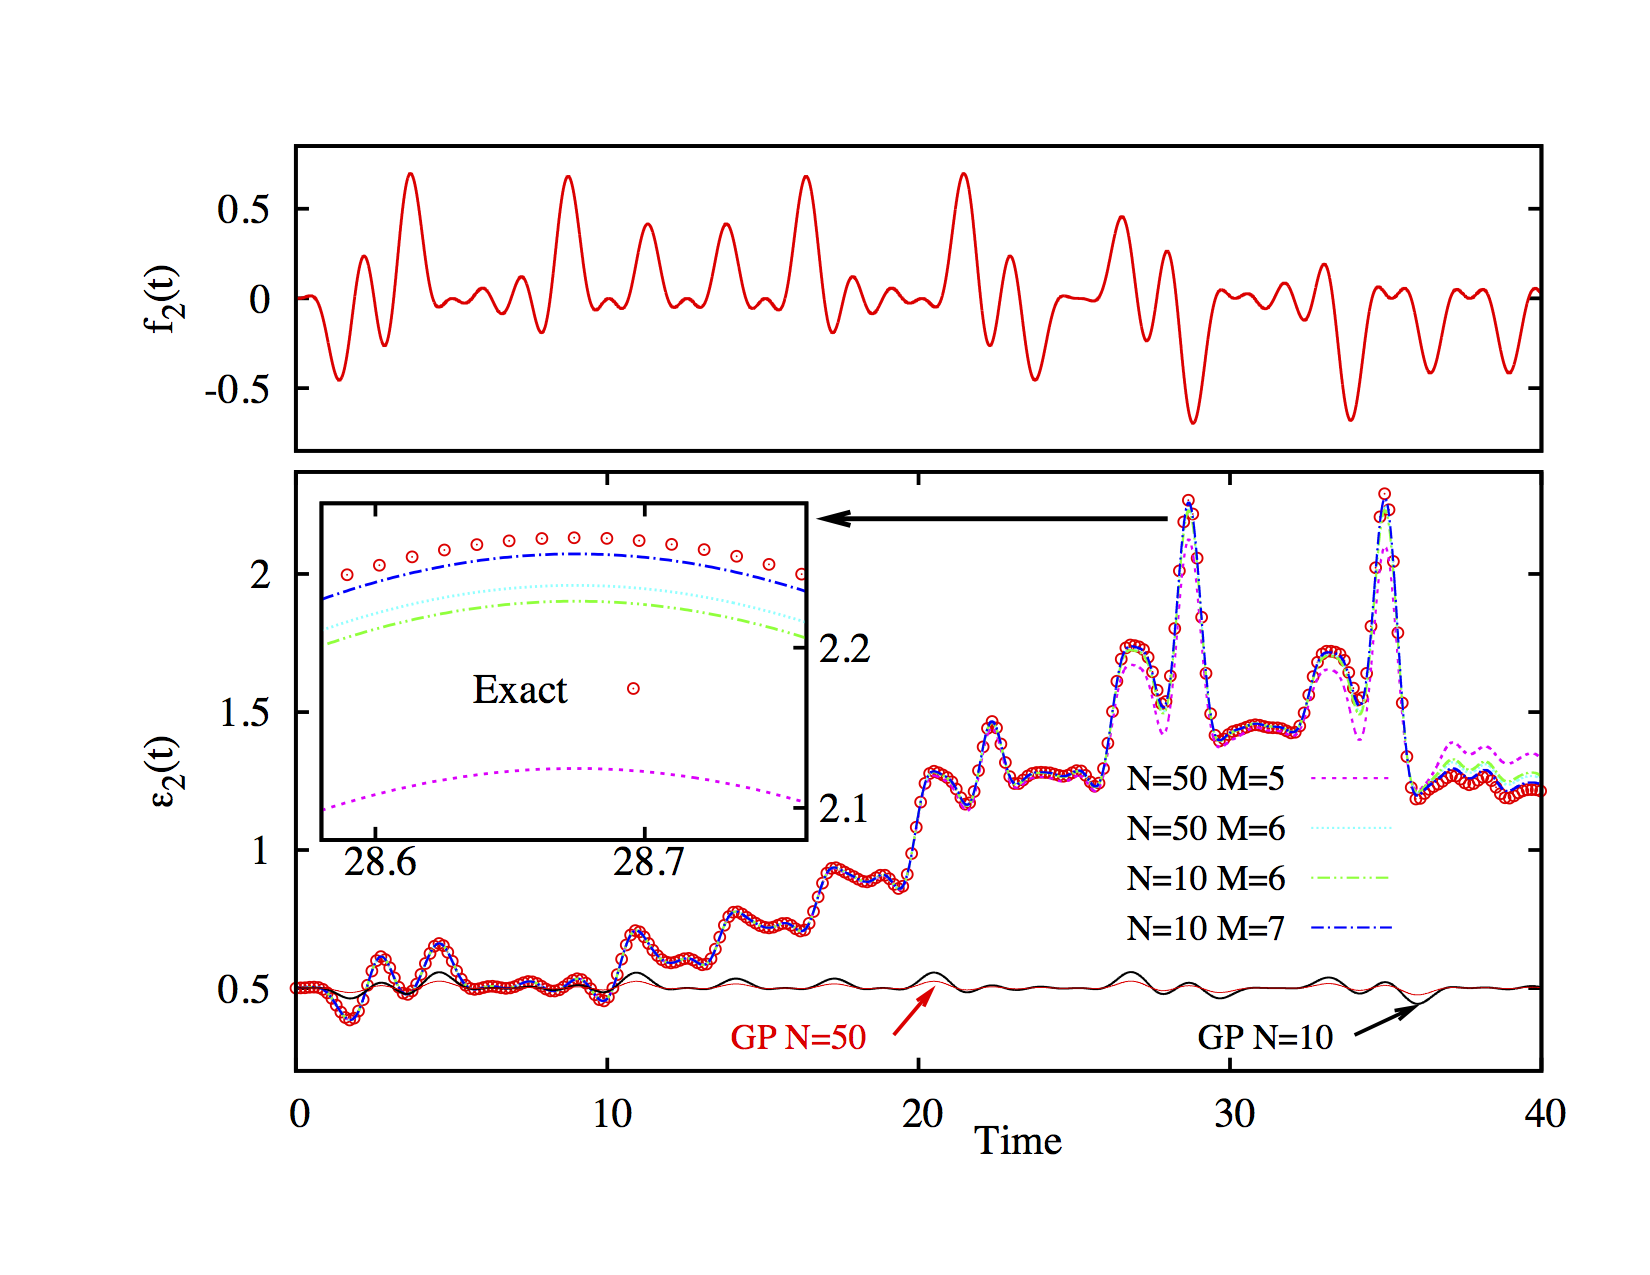 0.5
0
-0.5
f2(t)
2
1.5
1
0.5
ε2(t)
2.2
2.1
28.6 28.7
Exact
N=50 M=5
N=50 M=6
N=10 M=6
N=10 M=7
GP N=50
GP N=10
0 10 20 30 40
Time